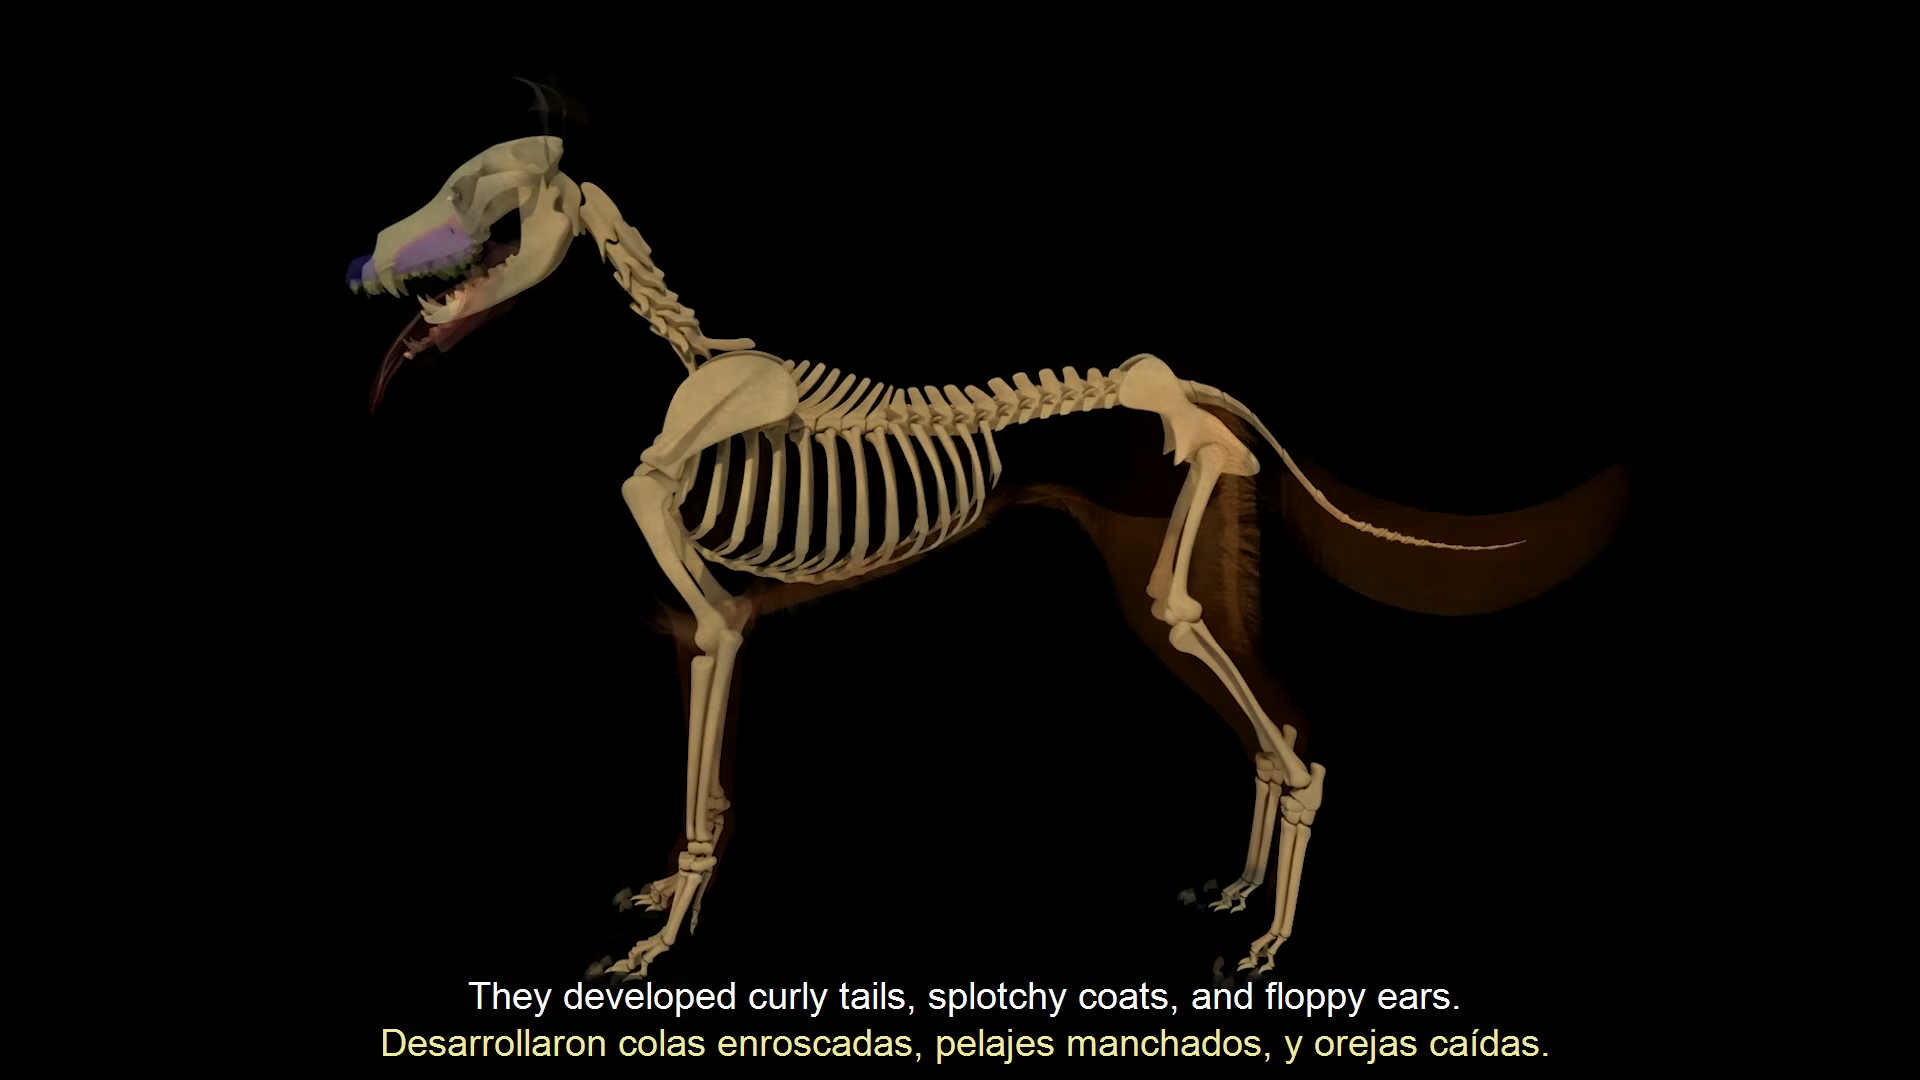 They developed curly tails, splotchy coats, and floppy ears.
Desarrollaron colas enroscadas, pelajes manchados, y orejas caídas.